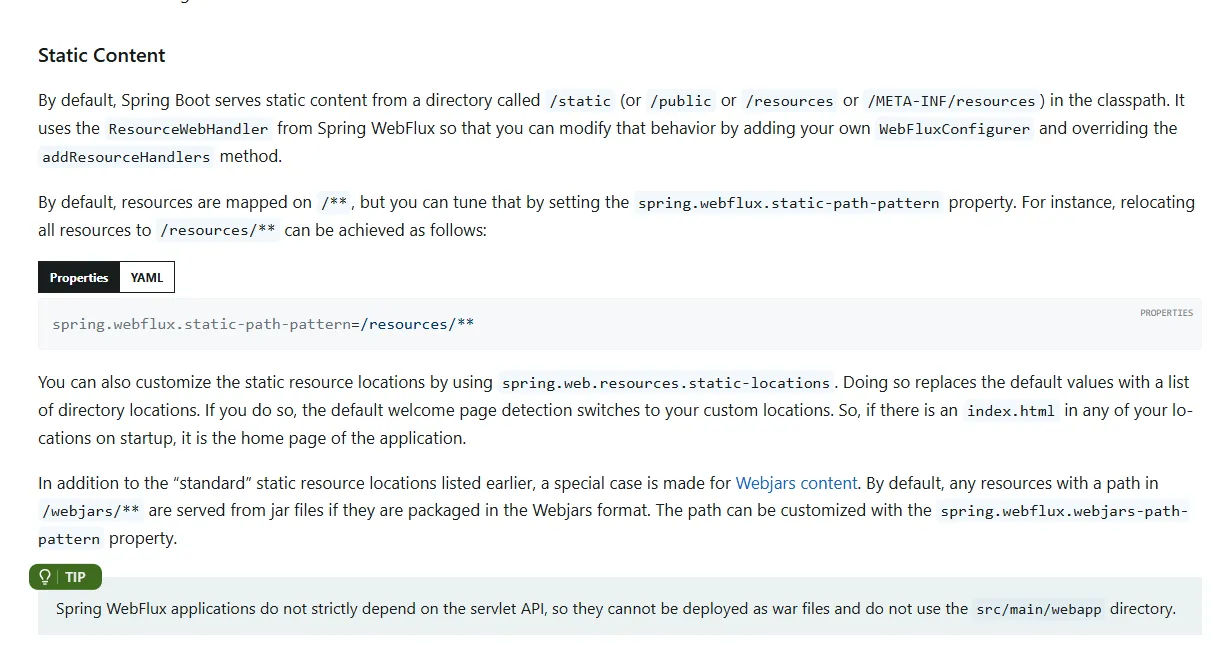 Static Content
By default, Spring Boot serves static content from a directory called /static (or /public or /resources or /META-INF/resources) in the classpath. It
uses the ResourceWebHandler from Spring WebFlux so that you can modify that behavior by adding your own WebFluxConfigurer and overriding the
addResourceHandlers method.
By default, resources are mapped on /**, but you can tune that by setting the spring.webflux.static-path-pattern property. For instance, relocating
all resources to /resources/** can be achieved as follows:
Properties YAML
PROPERTIES
spring.webflux.static-path-pattern=/resources/**
You can also customize the static resource locations by using spring.web.resources.static-locations. Doing so replaces the default values with a list
of directory locations. If you do so, the default welcome page detection switches to your custom locations. So, if there is an index.html in any of your lo-
cations on startup, it is the home page of the application.
In addition to the “standard” static resource locations listed earlier, a special case is made for Webjars content. By default, any resources with a path in
/webjars/** are served from jar files if they are packaged in the Webjars format. The path can be customized with the spring.webflux.webjars-path-
pattern property.
TIP
Spring WebFlux applications do not strictly depend on the servlet API, so they cannot be deployed as war files and do not use the src/main/webapp directory.